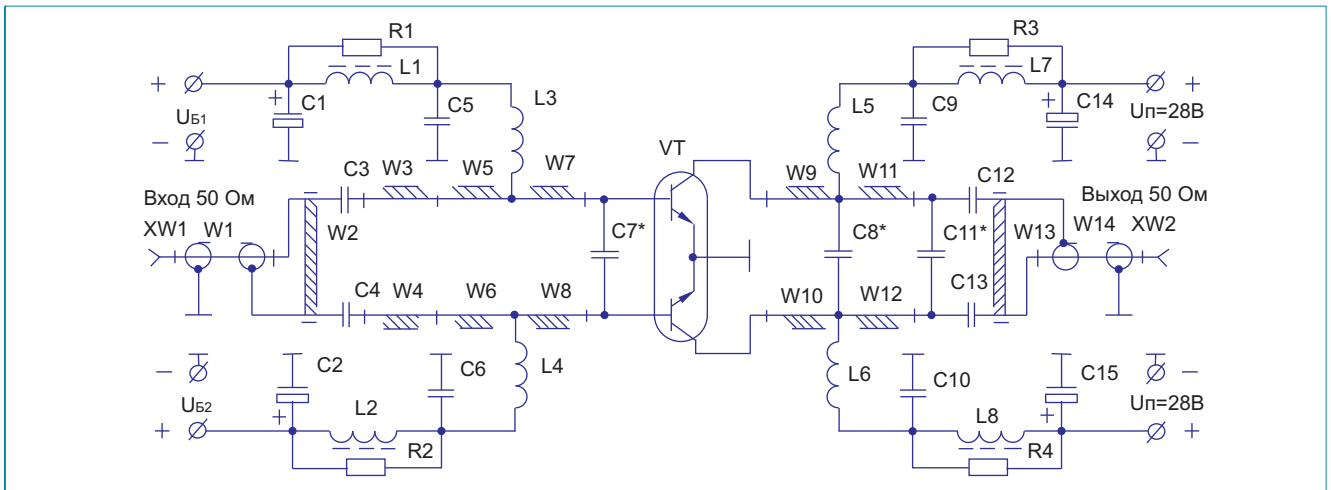 R1
R3
+
L1
L7
+
+
C1
C5
L3
L5
C9
+
C14
UБ1
Uп=28В
−
−
VT
C3
W3
W5
W7
W9
W11
C12
Вход 50 Ом
Выход 50 Ом
XW1
W1
W2
C7*
C8*
C11*
W13
W14
XW2
C4
W4
W6
W8
W10
W12
C13
−
C2
C6
L4
L6
C10
C15
−
UБ2
L2
L8
Uп=28В
+
+
R2
R4
+
+